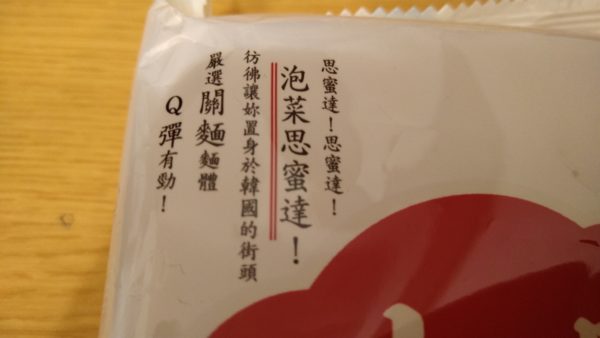 思蜜達！思蜜達！
泡菜思蜜達！
彷彿讓妳置身於韓國的街頭
嚴選關麵麵體
Q彈有勁！